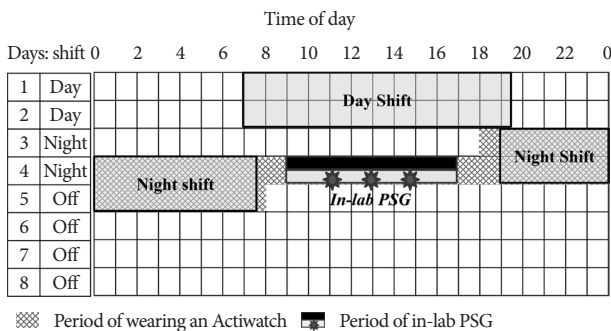 Time of day
Days: shift 0 2 4 6 8 10 12 14 16 18 20 22 0
1 Day
2 Day
Day Shift
3 Night
4 Night
Night Shift
Night shift
5 Off
In-lab PSG
6 Off
7 Off
8 Off
Period of wearing an Actiwatch Period of in-lab PSG